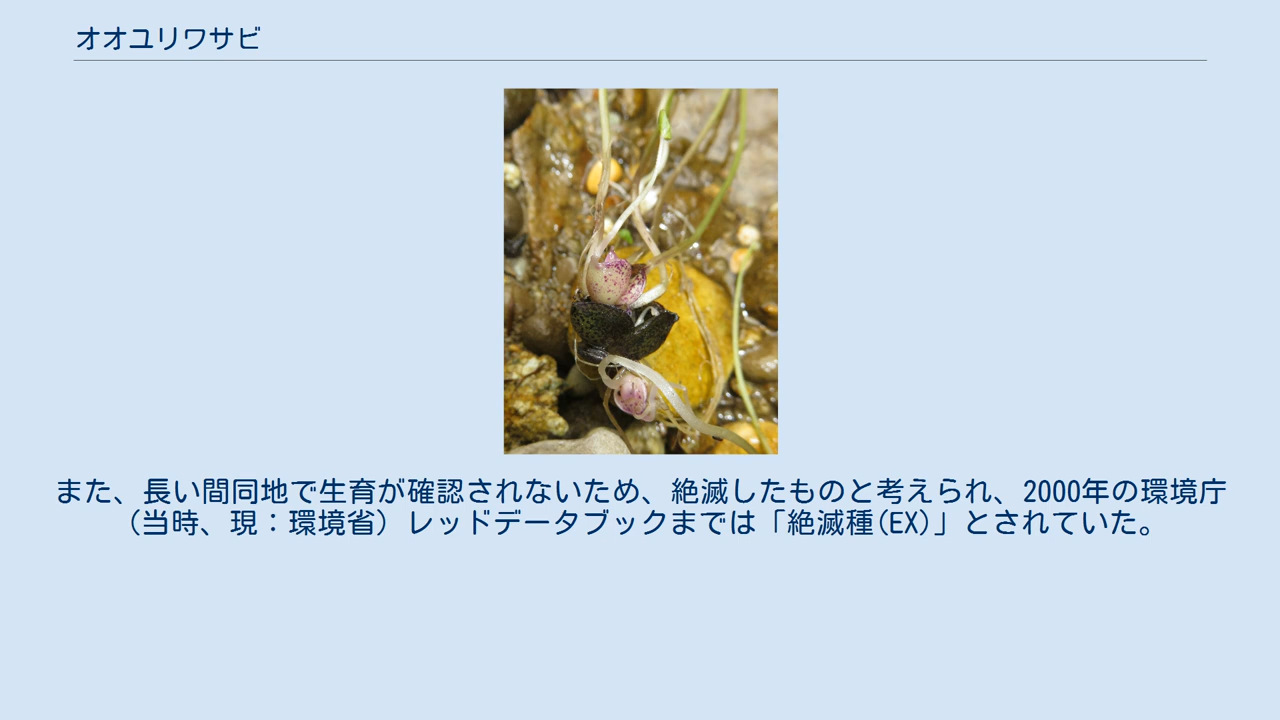 オオユリワサビ
また、長い間同地で生育が確認されないため、絶滅したものと考えられ、2000年の環境庁
（当時、現：環境省）レッドデータブックまでは「絶滅種(EX)」とされていた。